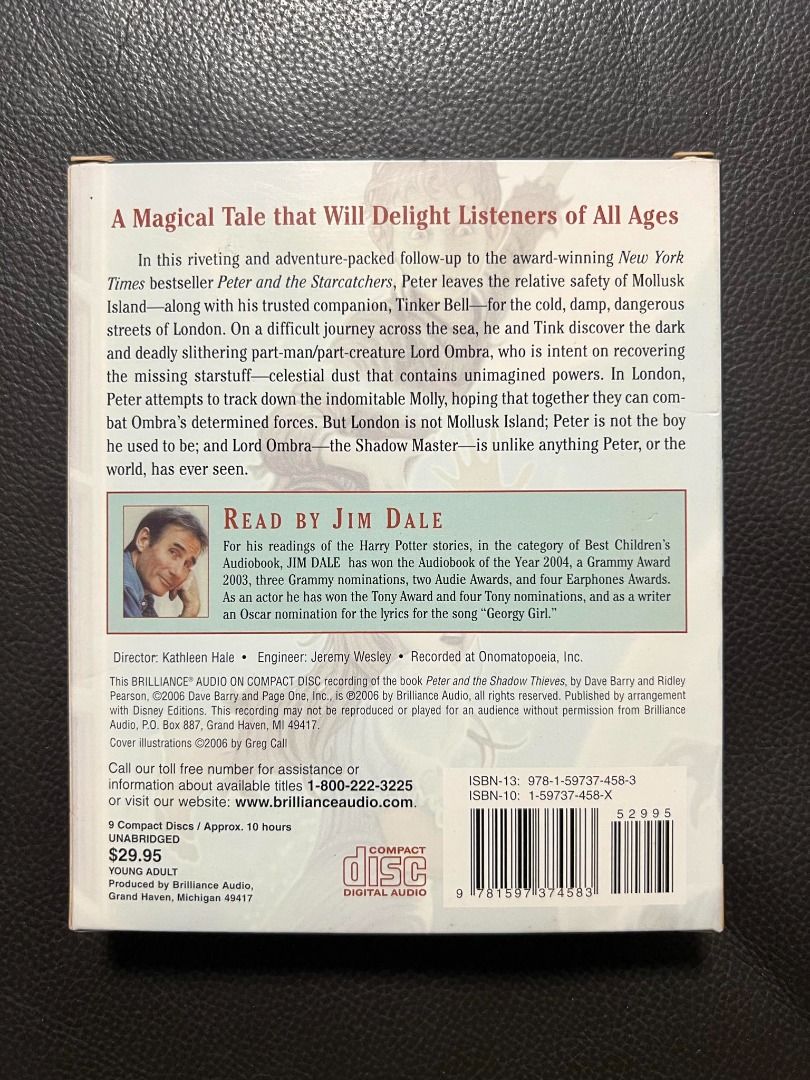 A Magical Tale that Will Delight Listeners of All Ages
In this riveting and adventure-packed follow-up to the award-winning New York
Times bestseller Peter and the Starcatchers, Peter leaves the relative safety of Mollusk
Island—along with his trusted companion, Tinker Bell—for the cold, damp, dangerous
streets of London. On a difficult journey across the sea, he and Tink discover the dark
and deadly slithering part-man/part-creature Lord Ombra, who is intent on recovering
the missing starstuff—celestial dust that contains unimagined powers. In London,
Peter attempts to track down the indomitable Molly, hoping that together they can com-
bat Ombra's determined forces. But London is not Mollusk Island; Peter is not the boy
he used to be; and Lord Ombra—the Shadow Master—is unlike anything Peter, or the
world, has ever seen.
READ BY JIM DALE
For his readings of the Harry Potter stories, in the category of Best Children's
Audiobook, JIM DALE has won the Audiobook of the Year 2004, a Grammy Award
2003, three Grammy nominations, two Audie Awards, and four Earphones Awards.
As an actor he has won the Tony Award and four Tony nominations, and as a writer
an Oscar nomination for the lyrics for the song "Georgy Girl."
Director: Kathleen Hale • Engineer: Jeremy Wesley • Recorded at Onomatopoeia, Inc.
This BRILLIANCE® AUDIO ON COMPACT DISC recording of the book Peter and the Shadow Thieves, by Dave Barry and Ridley
Pearson, ©2006 Dave Barry and Page One, Inc., is ℗2006 by Brilliance Audio, all rights reserved. Published by arrangement
with Disney Editions. This recording may not be reproduced or played for an audience without permission from Brilliance
Audio, P.O. Box 887, Grand Haven, MI 49417.
Cover illustrations ©2006 by Greg Call
Call our toll free number for assistance or
information about available titles 1-800-222-3225
or visit our website: www.brillianceaudio.com.
9 Compact Discs / Approx. 10 hours
UNABRIDGED
$29.95
YOUNG ADULT
Produced by Brilliance Audio,
Grand Haven, Michigan 49417
COMPACT
disc
DIGITAL AUDIO
ISBN-13: 978-1-59737-458-3
ISBN-10: 1-59737-458-X
52995
9 781597 374583